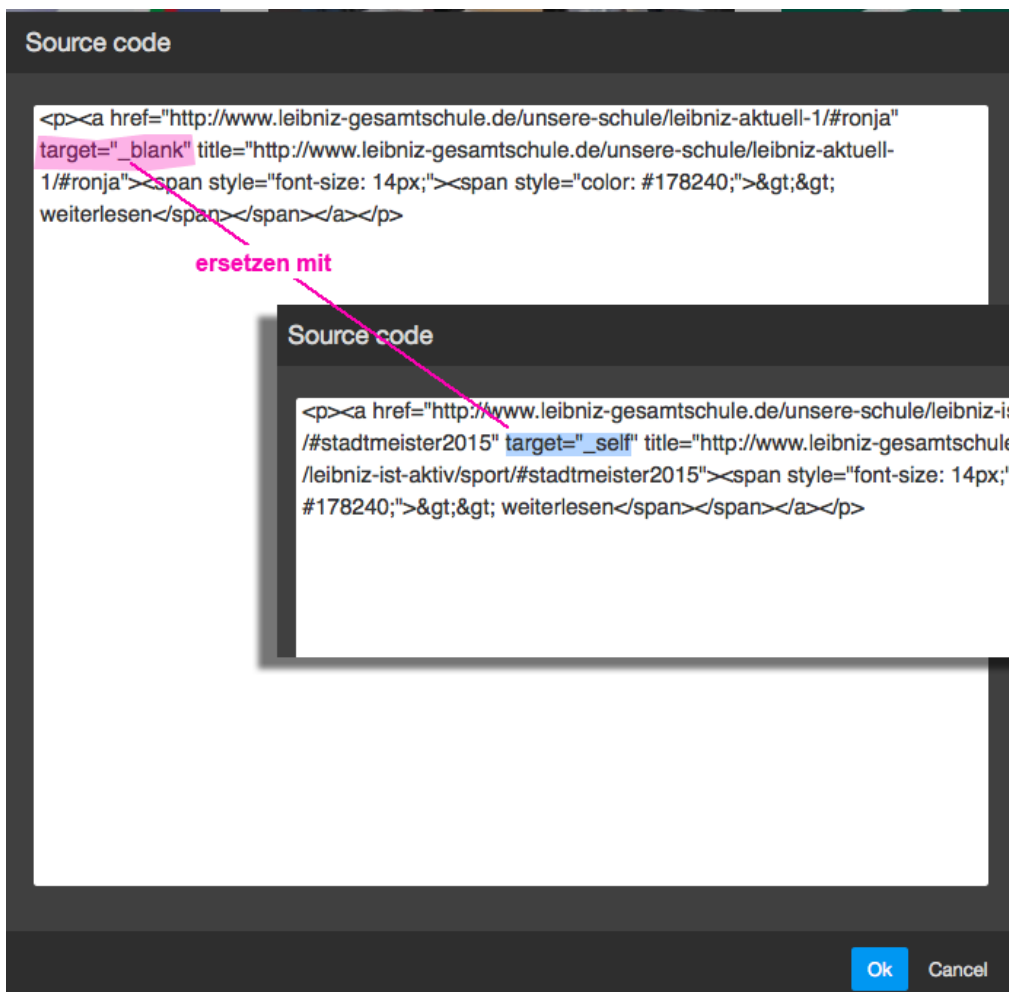 Source code
<p><a href="http://www.leibniz-gesamtschule.de/unsere-schule/leibniz-aktuell-1/#ronja"
target="_blank" title="http://www.leibniz-gesamtschule.de/unsere-schule/leibniz-aktuell-
1/#ronja"><span style="font-size: 14px;"><span style="color: #178240;">&gt;&gt;
weiterlesen</span></span></a></p>
ersetzen mit
Source code
<p><a href="http://www.leibniz-gesamtschule.de/unsere-schule/leibniz-is
/#stadtmeister2015" target="_self" title="http://www.leibniz-gesamtschule
/leibniz-ist-aktiv/sport/#stadtmeister2015"><span style="font-size: 14px;"
#178240;">&gt;&gt; weiterlesen</span></span></a></p>
Ok Cancel